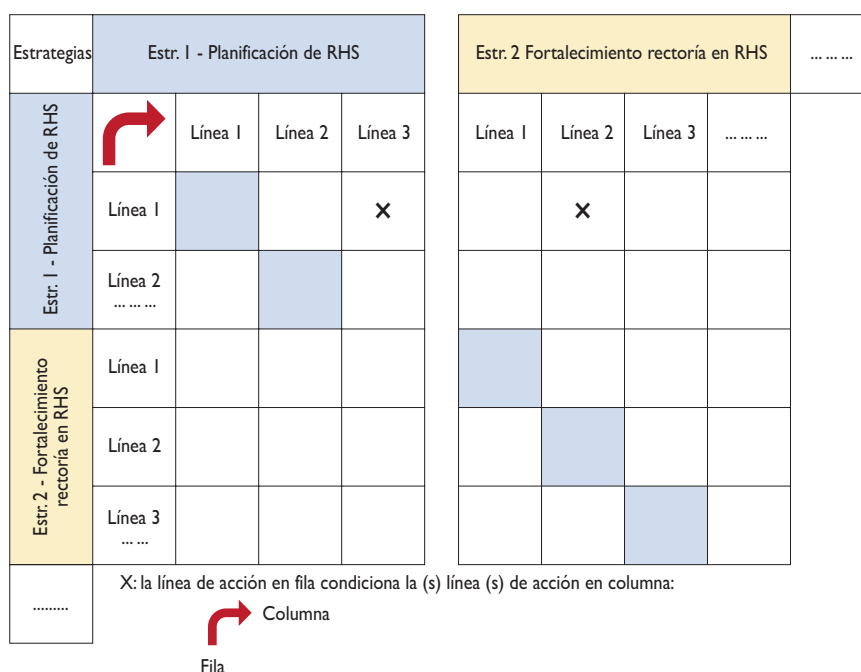 Estrategias
Estr. 1 - Planificación de RHS
Estr. 2 Fortalecimiento rectoría en RHS
... ... ...
Estr. 1 - Planificación de RHS
Línea 1
Línea 2
Línea 3
Línea 1
Línea 2
Línea 3
... ... ...
Línea 1
X
X
Línea 2
... ... ...
Estr. 2 - Fortalecimiento
rectoría en RHS
Línea 1
Línea 2
Línea 3
... ...
.........
X: la línea de acción en fila condiciona la (s) línea (s) de acción en columna:
Columna
Fila